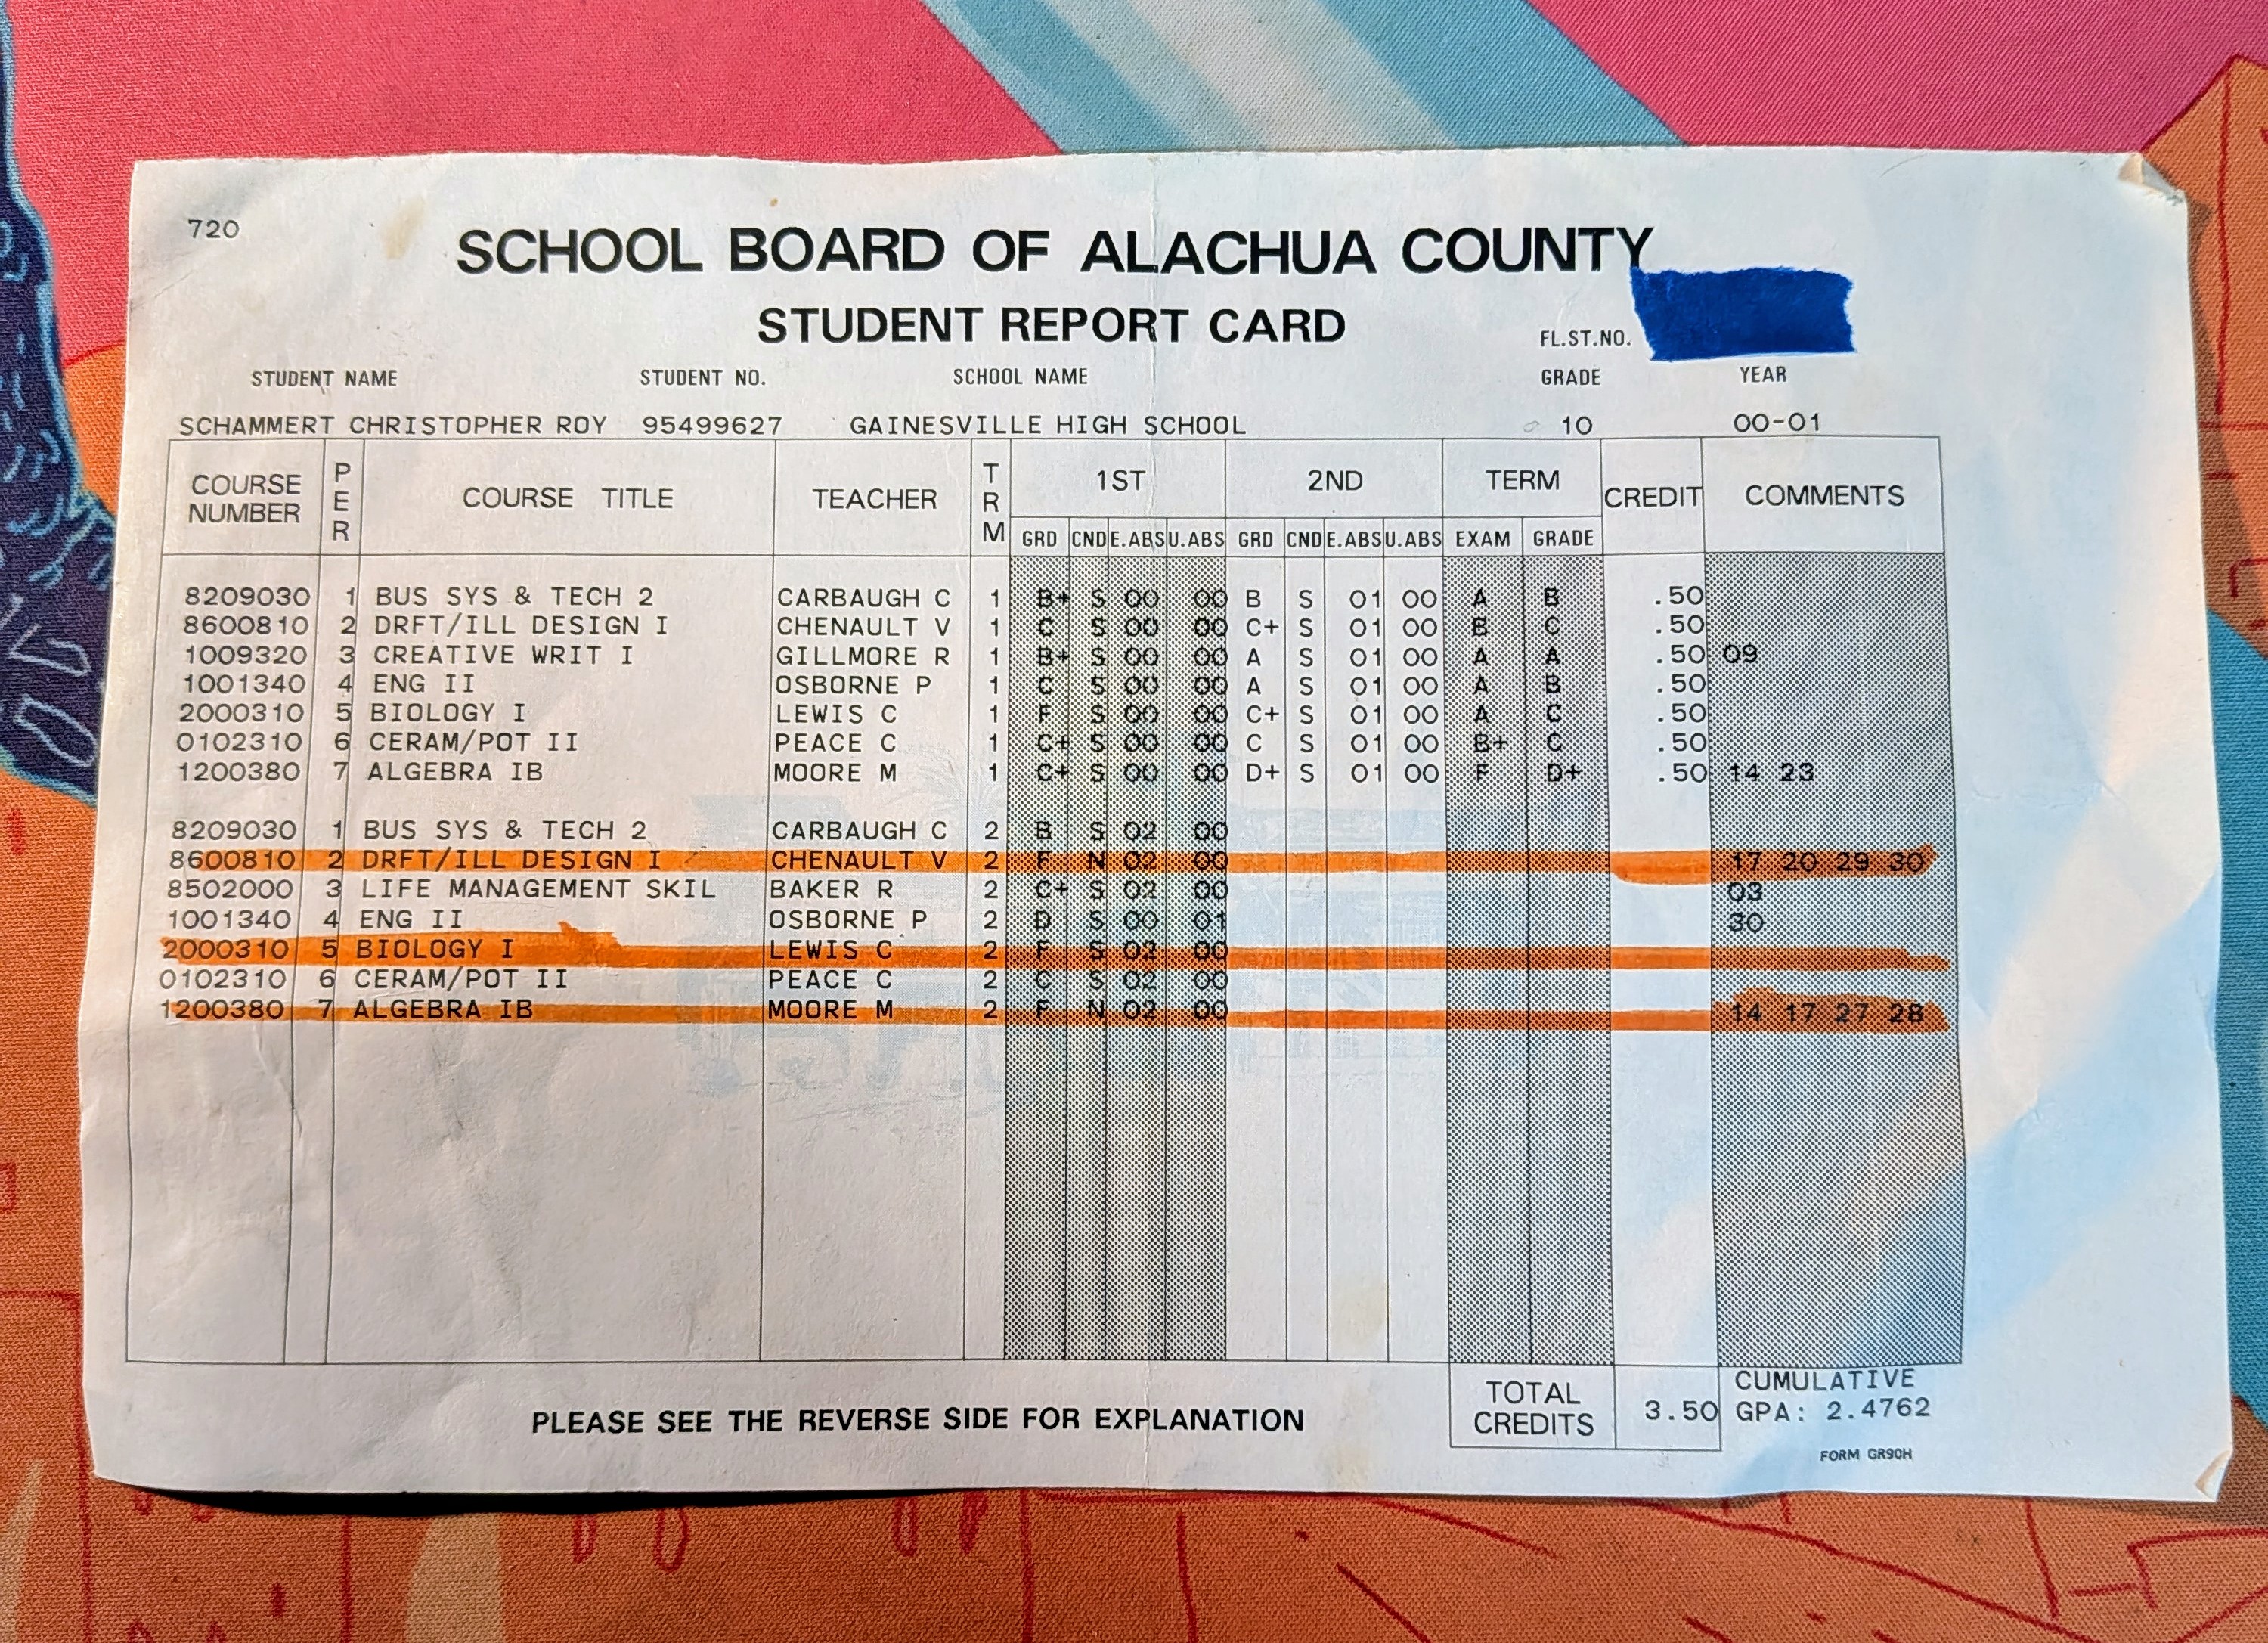 720
SCHOOL BOARD OF ALACHUA COUNTY
STUDENT REPORT CARD
FL.ST.NO.
STUDENT NAME STUDENT NO. SCHOOL NAME GRADE YEAR
SCHAMMERT CHRISTOPHER ROY 95499627 GAINESVILLE HIGH SCHOOL 10 00-01
COURSE NUMBER PER COURSE TITLE TEACHER TRM 1ST 2ND TERM CREDIT COMMENTS
GRD CND E.ABS U.ABS GRD CND E.ABS U.ABS EXAM GRADE
8209030 1 BUS SYS & TECH 2 CARBAUGH C 1 B+ S 00 00 B S 01 00 A B .50
8600810 2 DRFT/ILL DESIGN I CHENAULT V 1 C S 00 00 C+ S 01 00 B C .50
1009320 3 CREATIVE WRIT I GILLMORE R 1 B+ S 00 00 A S 01 00 A A .50 09
1001340 4 ENG II OSBORNE P 1 C S 00 00 A S 01 00 A B .50
2000310 5 BIOLOGY I LEWIS C 1 F S 00 00 C+ S 01 00 A C .50
0102310 6 CERAM/POT II PEACE C 1 C+ S 00 00 C S 01 00 B+ C .50
1200380 7 ALGEBRA IB MOORE M 1 C+ S 00 00 D+ S 01 00 F D+ .50 14 23
8209030 1 BUS SYS & TECH 2 CARBAUGH C 2 B S 02 00
8600810 2 DRFT/ILL DESIGN I CHENAULT V 2 F N 02 00 17 20 29 30
8502000 3 LIFE MANAGEMENT SKIL BAKER R 2 C+ S 02 00 03
1001340 4 ENG II OSBORNE P 2 D S 00 01 30
2000310 5 BIOLOGY I LEWIS C 2 F S 02 00
0102310 6 CERAM/POT II PEACE C 2 C S 02 00
1200380 7 ALGEBRA IB MOORE M 2 F N 02 00 14 17 27 28
PLEASE SEE THE REVERSE SIDE FOR EXPLANATION
TOTAL CREDITS 3.50
CUMULATIVE
GPA: 2.4762
FORM GR90H